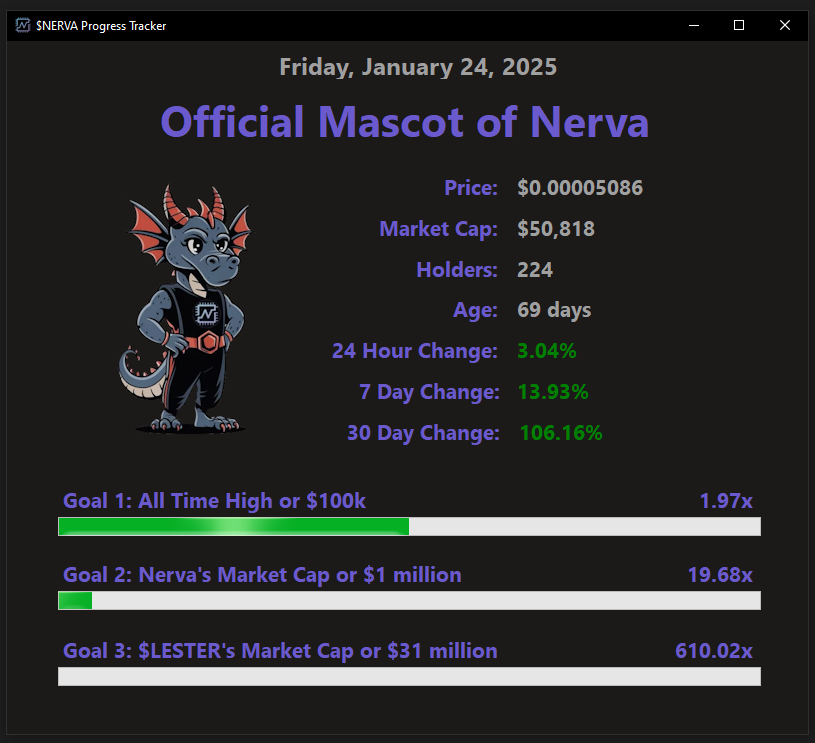 $NERVA Progress Tracker
Friday, January 24, 2025
Official Mascot of Nerva
Price: $0.00005086
Market Cap: $50,818
Holders: 224
Age: 69 days
24 Hour Change: 3.04%
7 Day Change: 13.93%
30 Day Change: 106.16%
Goal 1: All Time High or $100k 1.97x
Goal 2: Nerva's Market Cap or $1 million 19.68x
Goal 3: $LESTER's Market Cap or $31 million 610.02x